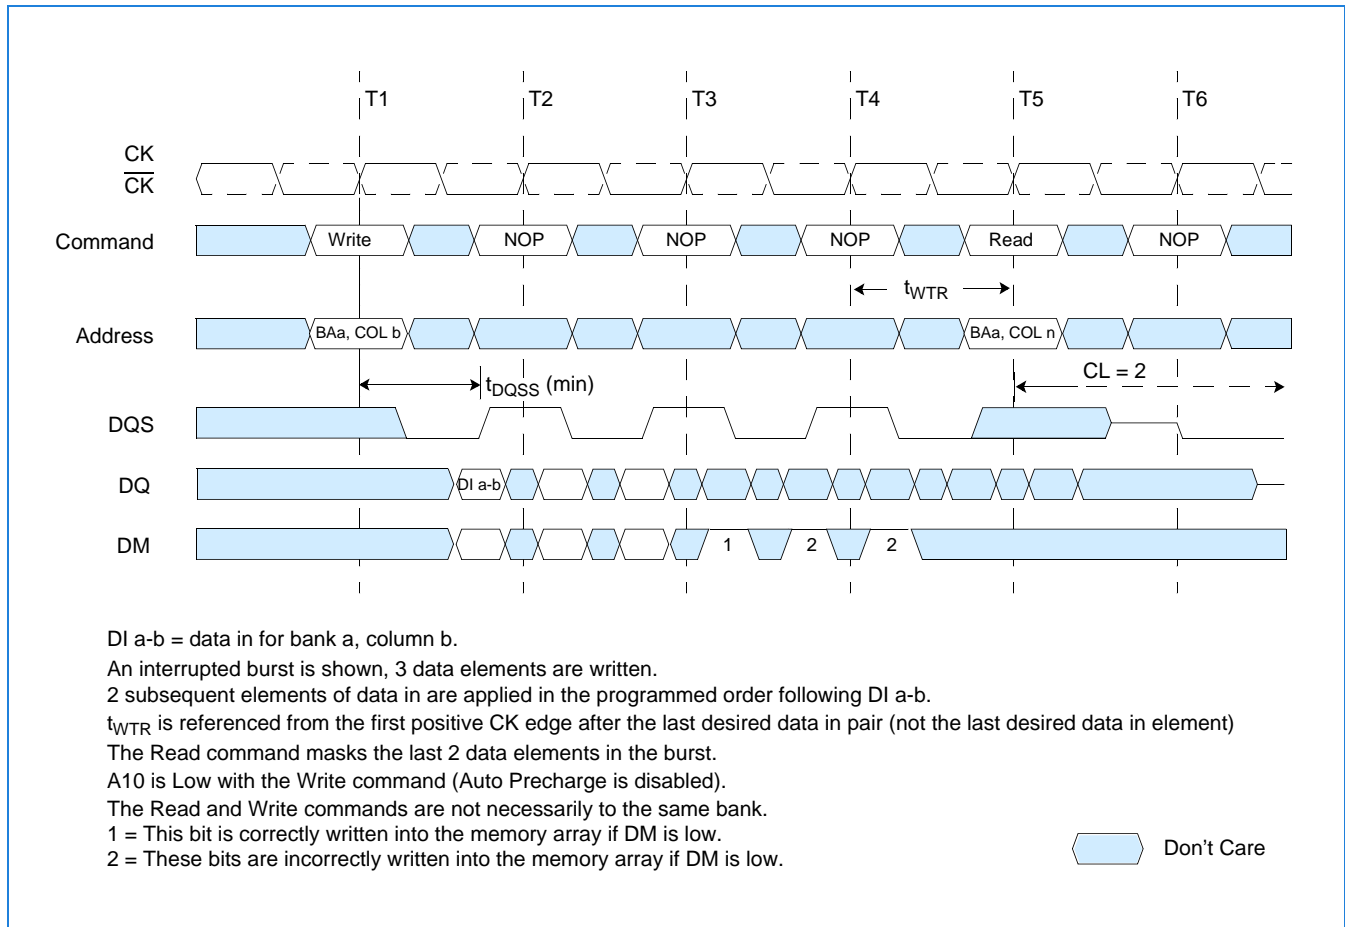 T1 T2 T3 T4 T5 T6
CK
CK
Command Write NOP NOP NOP Read NOP
tWTR
Address BAa, COL b BAa, COL n
tDQSS (min) CL = 2
DQS
DQ DI a-b
DM 1 2 2
DI a-b = data in for bank a, column b.
An interrupted burst is shown, 3 data elements are written.
2 subsequent elements of data in are applied in the programmed order following DI a-b.
tWTR is referenced from the first positive CK edge after the last desired data in pair (not the last desired data in element)
The Read command masks the last 2 data elements in the burst.
A10 is Low with the Write command (Auto Precharge is disabled).
The Read and Write commands are not necessarily to the same bank.
1 = This bit is correctly written into the memory array if DM is low.
2 = These bits are incorrectly written into the memory array if DM is low.
Don't Care